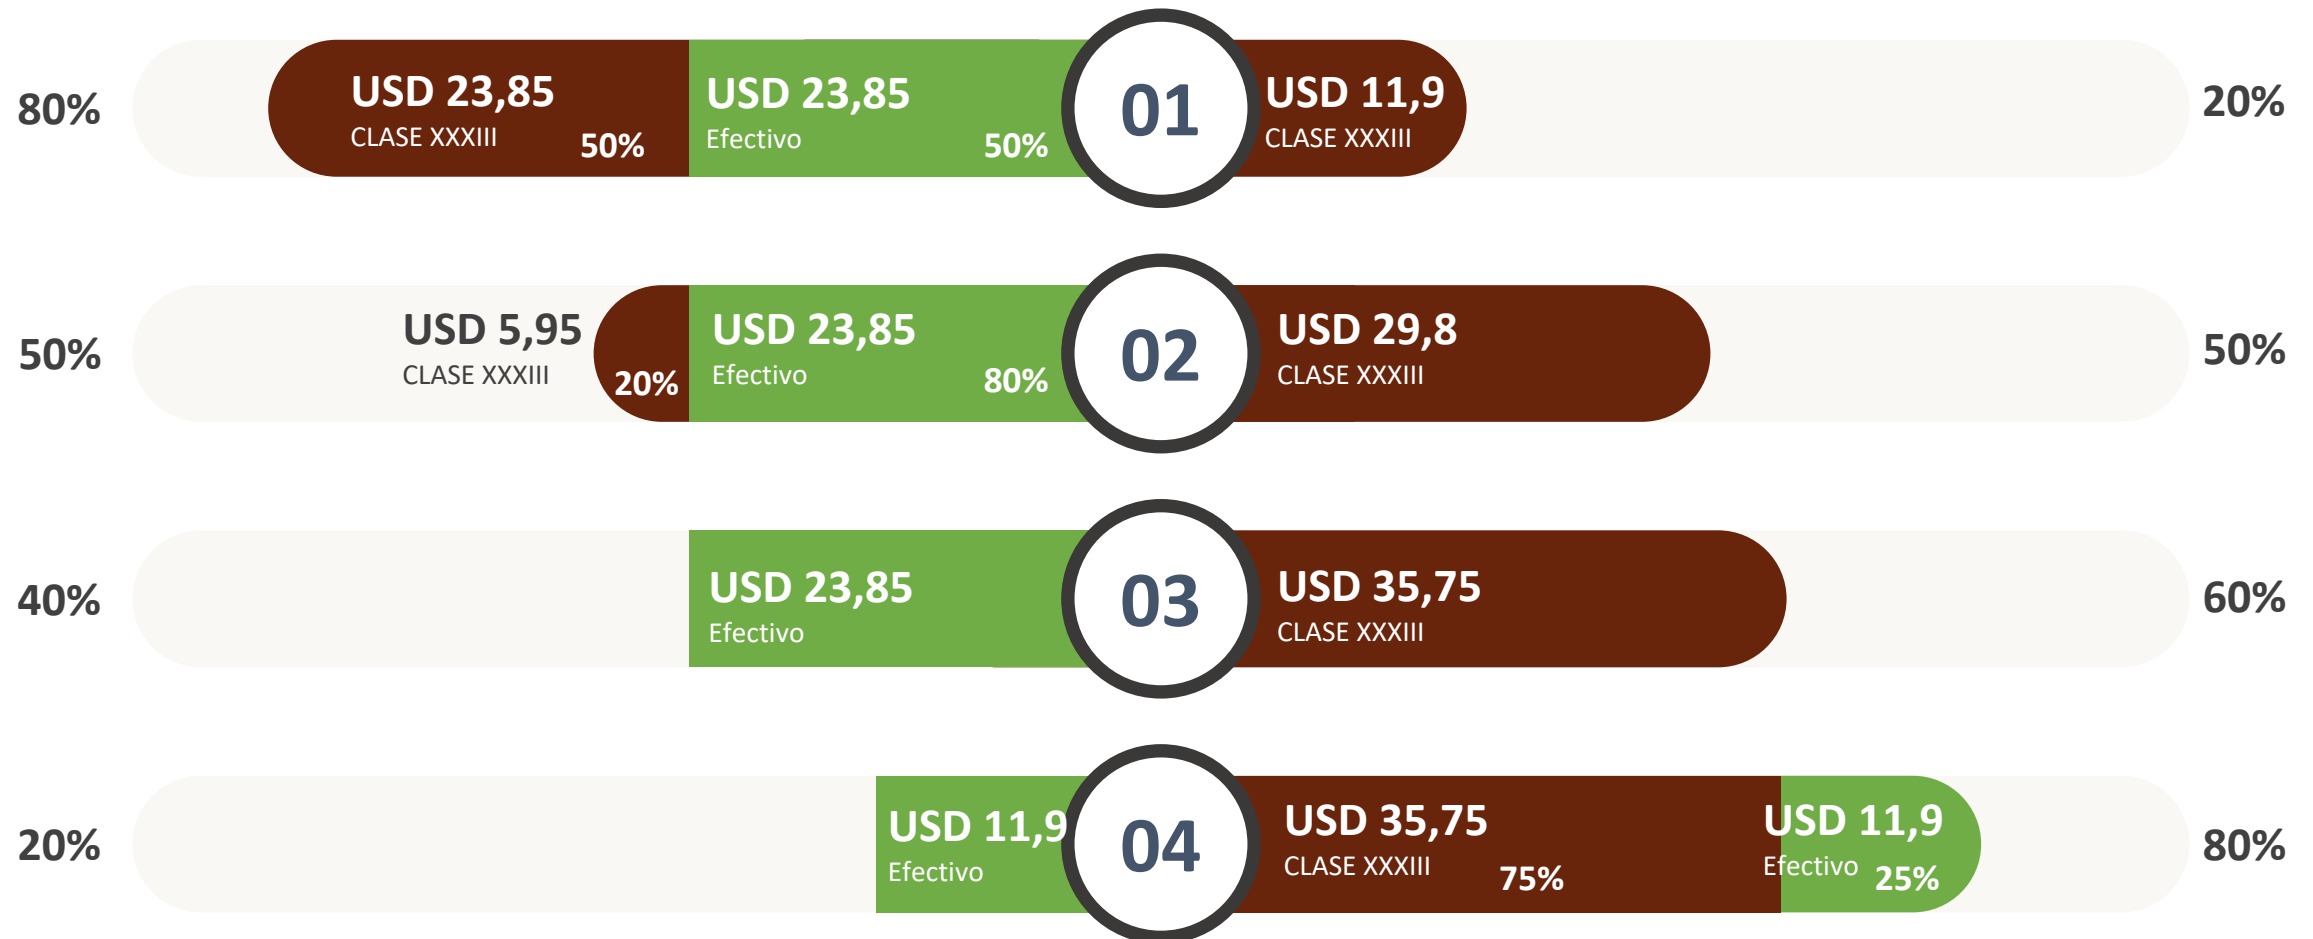 80%
USD 23,85
CLASE XXXIII
50%
USD 23,85
Efectivo
50%
01
USD 11,9
CLASE XXXIII
20%
50%
USD 5,95
CLASE XXXIII
20%
USD 23,85
Efectivo
80%
02
USD 29,8
CLASE XXXIII
50%
40%
USD 23,85
Efectivo
03
USD 35,75
CLASE XXXIII
60%
20%
USD 11,9
Efectivo
04
USD 35,75
CLASE XXXIII
75%
USD 11,9
Efectivo
25%
80%